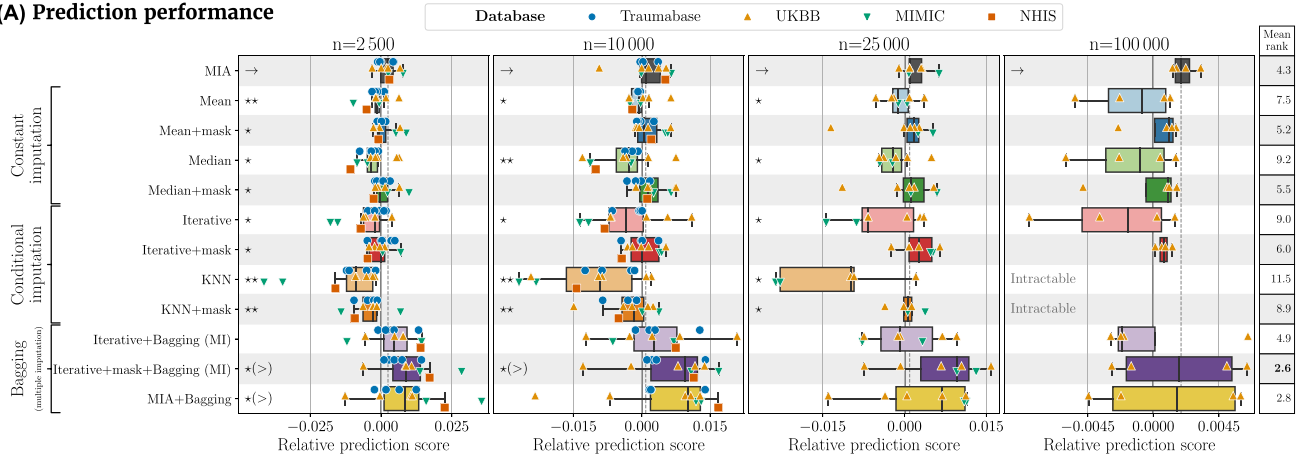 (A) Prediction performance
Database Traumabase UKBB MIMIC NHIS
n=2 500 n=10 000 n=25 000 n=100 000 Mean rank
MIA → → → → 4.3
Mean ⋆⋆ ⋆ ⋆ 7.5
Mean+mask ⋆ ⋆ 5.2
Median ⋆ ⋆⋆ ⋆ 9.2
Median+mask ⋆ 5.5
Iterative ⋆ ⋆ ⋆ 9.0
Iterative+mask 6.0
KNN ⋆⋆ ⋆⋆ ⋆ Intractable 11.5
KNN+mask ⋆⋆ ⋆⋆ ⋆ Intractable 8.9
Iterative+Bagging (MI) 4.9
Iterative+mask+Bagging (MI) ⋆(>) ⋆(>) 2.6
MIA+Bagging ⋆(>) 2.8
Constant imputation
Conditional imputation
Bagging
(multiple imputation)
−0.025 0.000 0.025 −0.015 0.000 0.015 0.000 0.015 −0.0045 0.0000 0.0045
Relative prediction score Relative prediction score Relative prediction score Relative prediction score